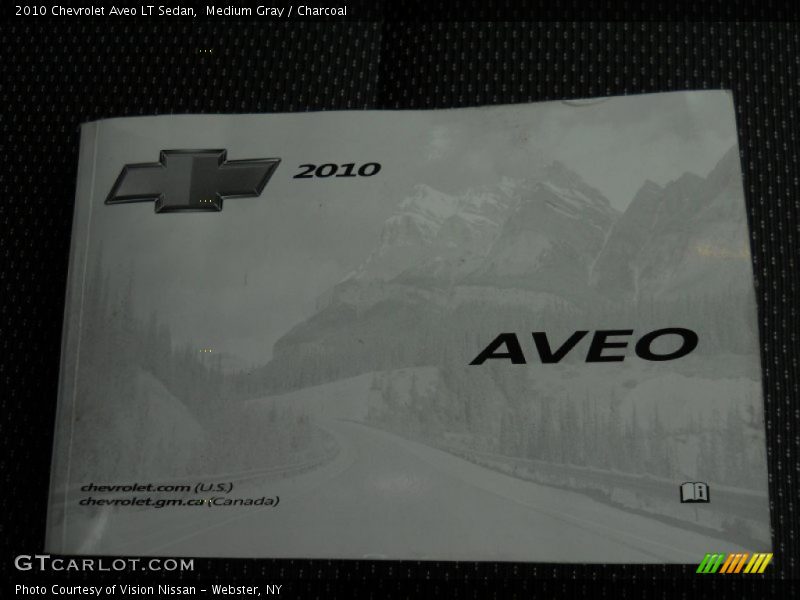 2010 Chevrolet Aveo LT Sedan, Medium Gray / Charcoal
2010
AVEO
chevrolet.com (U.S.)
chevrolet.gm.ca (Canada)
i
GTCARLOT.COM
Photo Courtesy of Vision Nissan - Webster, NY